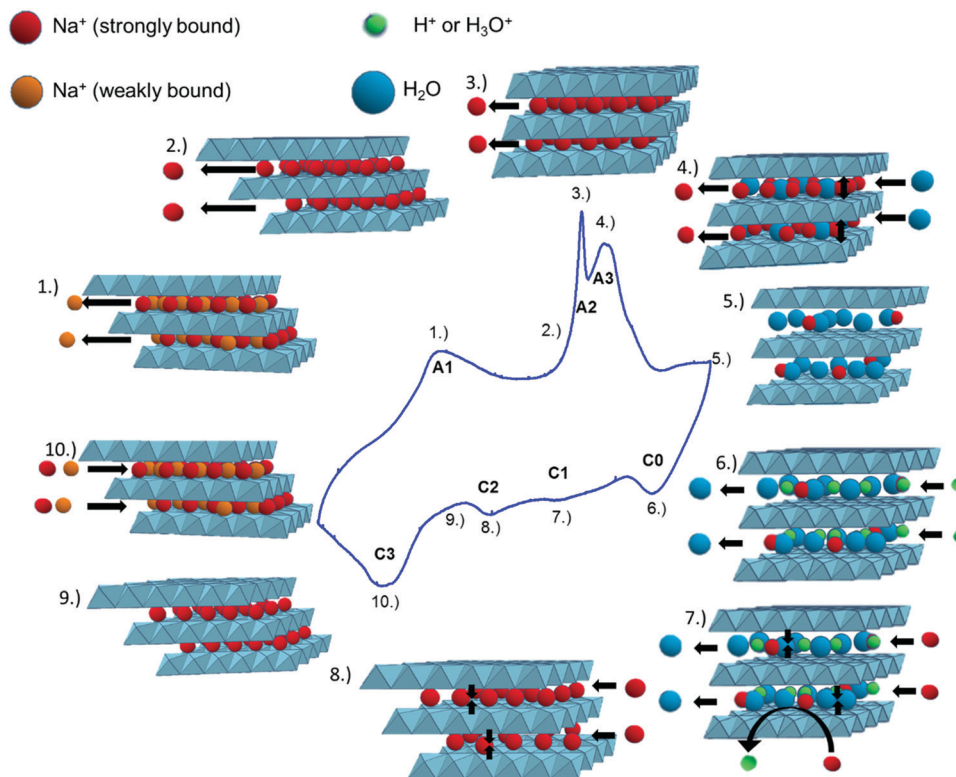 Na⁺ (strongly bound)
H⁺ or H₃O⁺
Na⁺ (weakly bound)
H₂O
3.)
2.)
4.)
1.)
5.)
3.)
4.)
A3
A2
1.)
2.)
A1
5.)
10.)
6.)
C0
C1
C2
9.)
8.)
7.)
6.)
C3
10.)
9.)
7.)
8.)